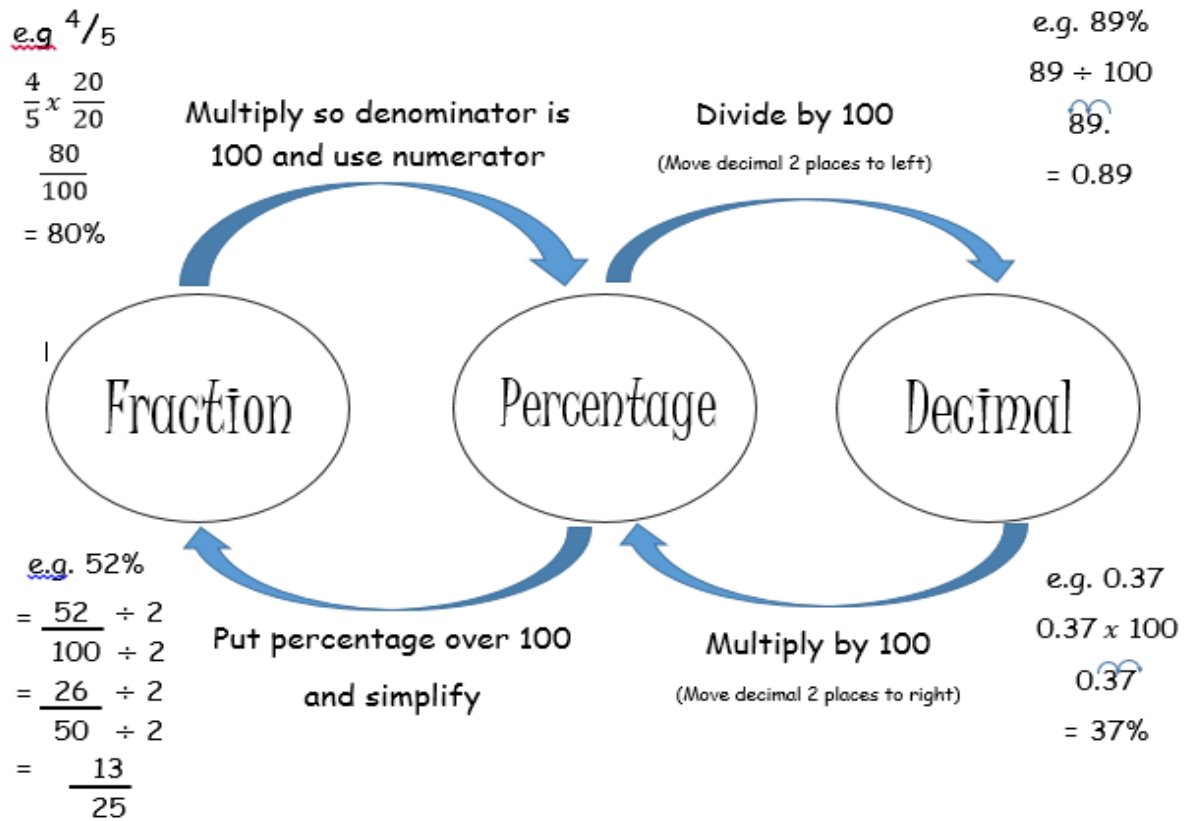 e.g ⁴/₅
4/5 x 20/20
80/100
= 80%
Multiply so denominator is
100 and use numerator
Divide by 100
(Move decimal 2 places to left)
e.g. 89%
89 ÷ 100
89.
= 0.89
Fraction
Percentage
Decimal
e.g. 52%
= 52 ÷ 2
100 ÷ 2
= 26 ÷ 2
50 ÷ 2
= 13
25
Put percentage over 100
and simplify
Multiply by 100
(Move decimal 2 places to right)
e.g. 0.37
0.37 x 100
0.37
= 37%